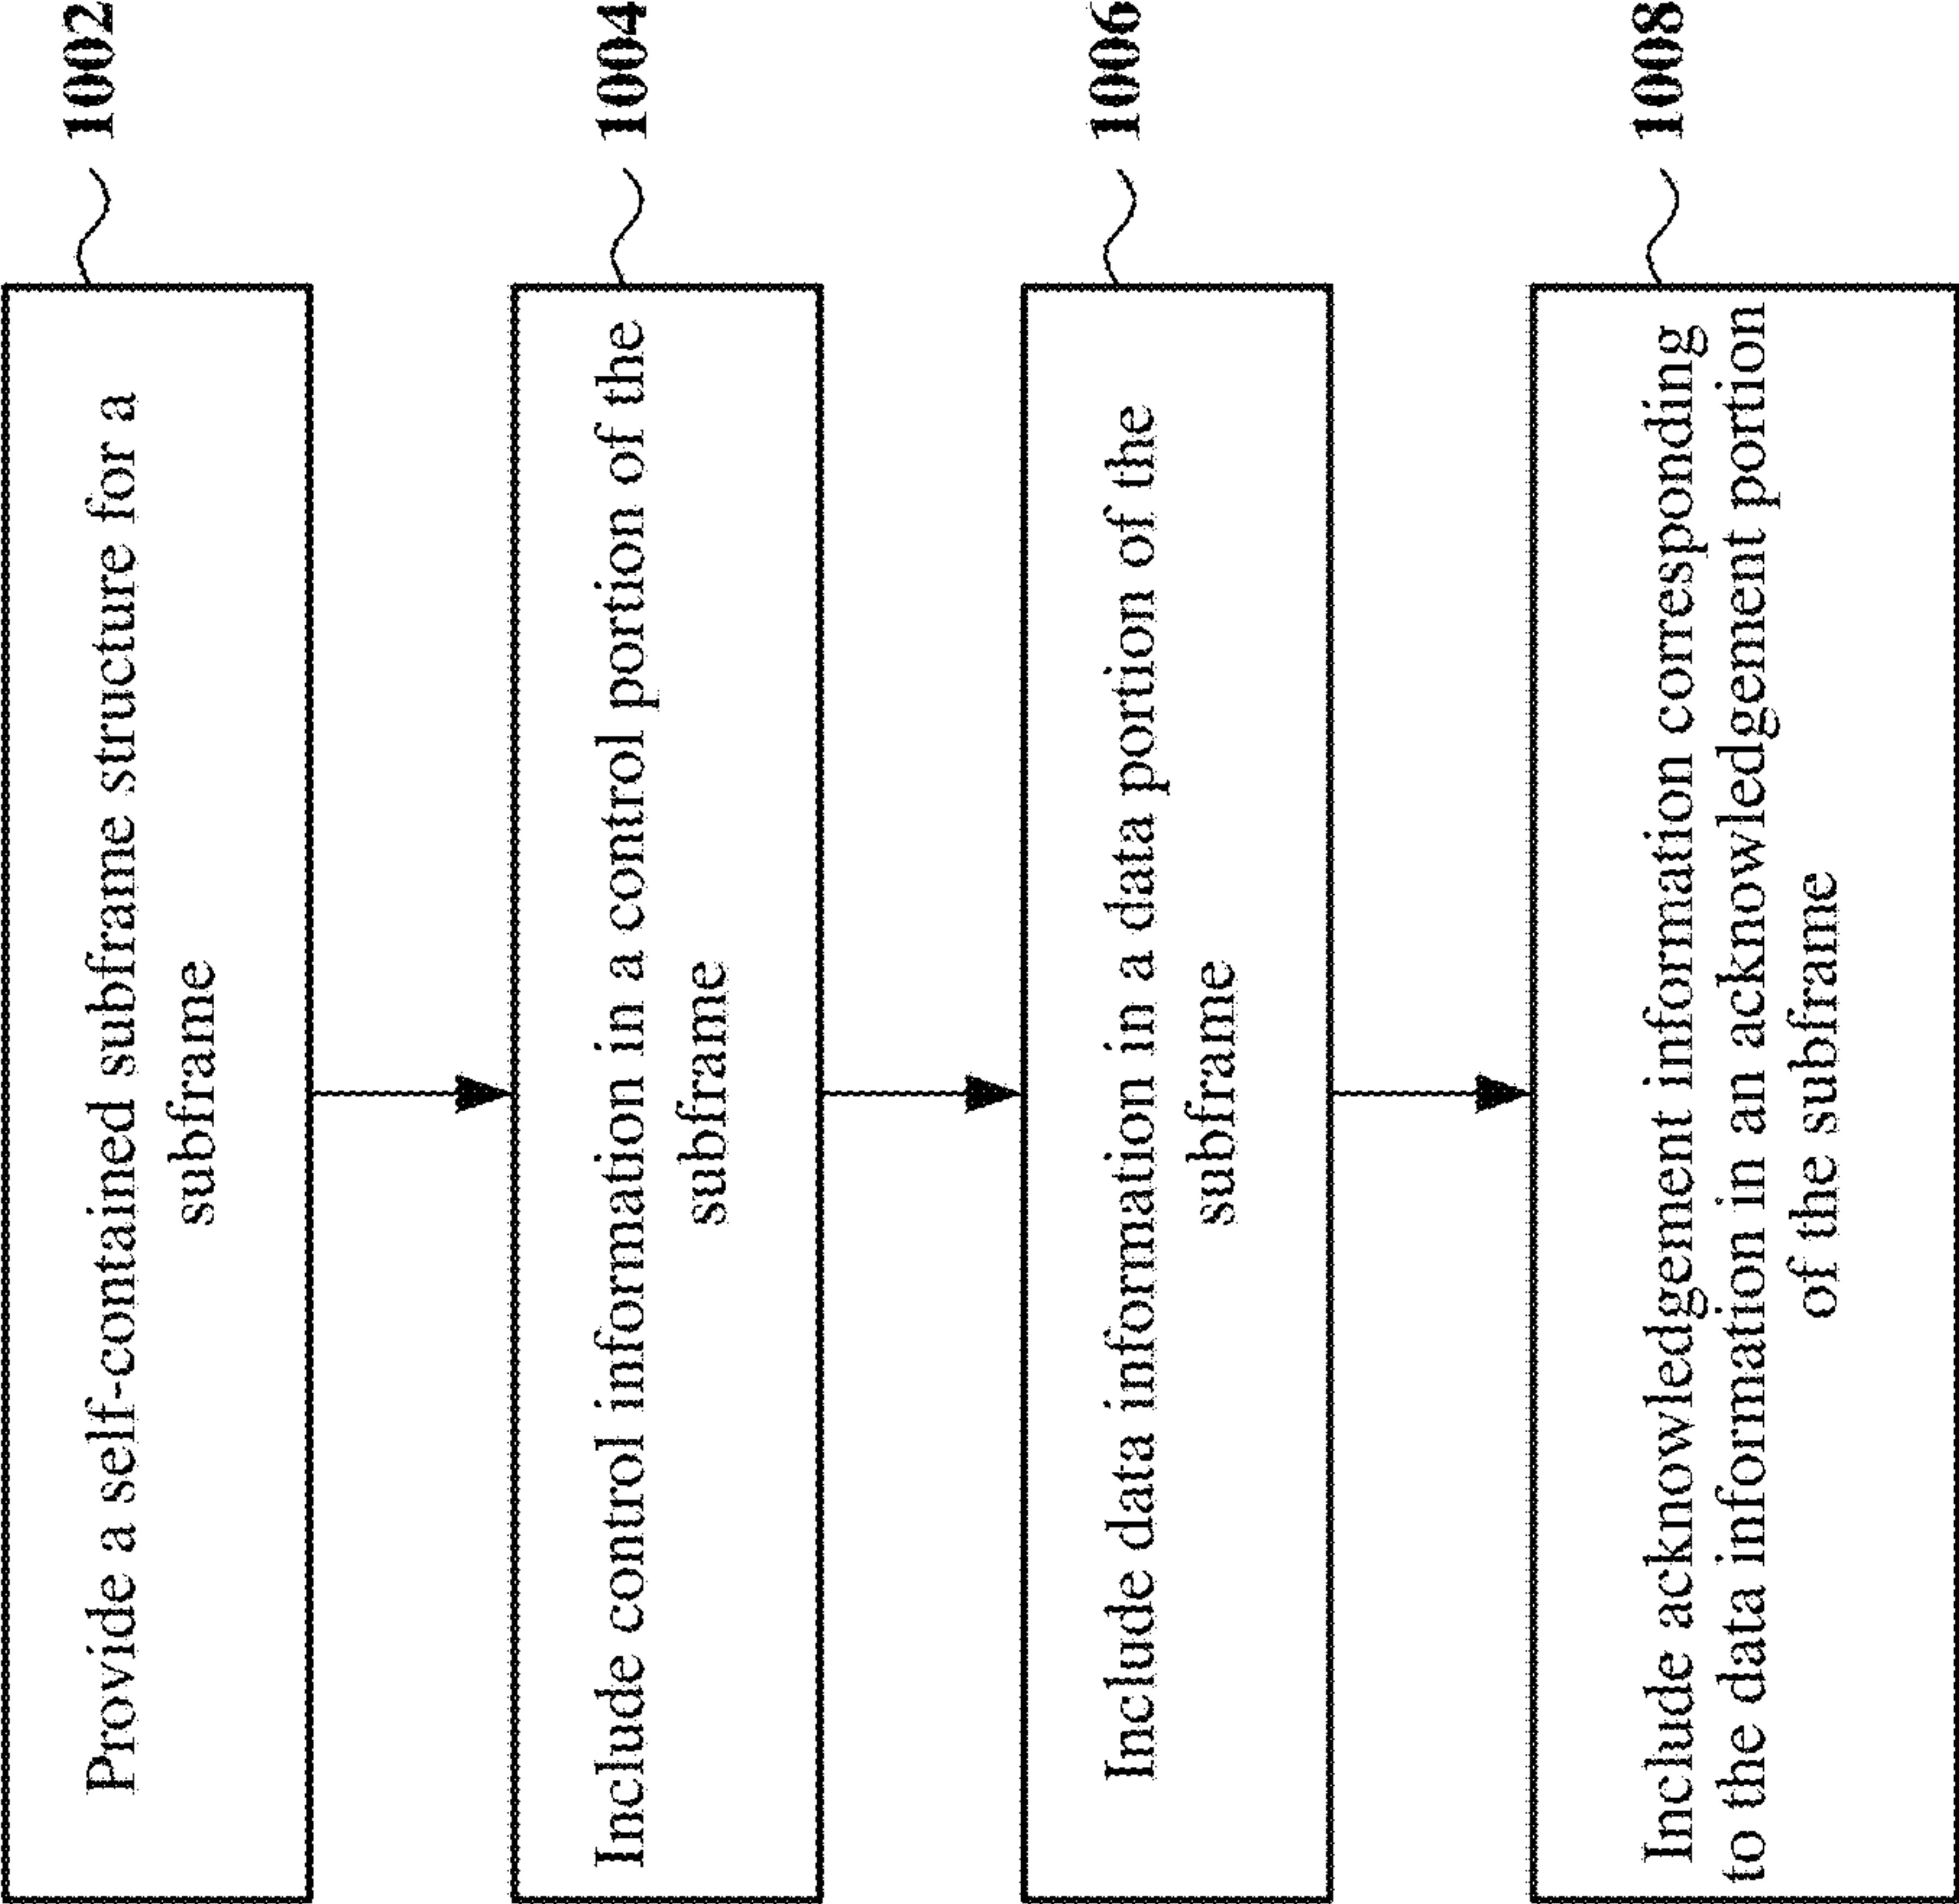 Provide a self-contained subframe structure for a
subframe
1002
Include control information in a control portion of the
subframe
1004
Include data information in a data portion of the
subframe
1006
Include acknowledgement information corresponding
to the data information in an acknowledgement portion
of the subframe
1008